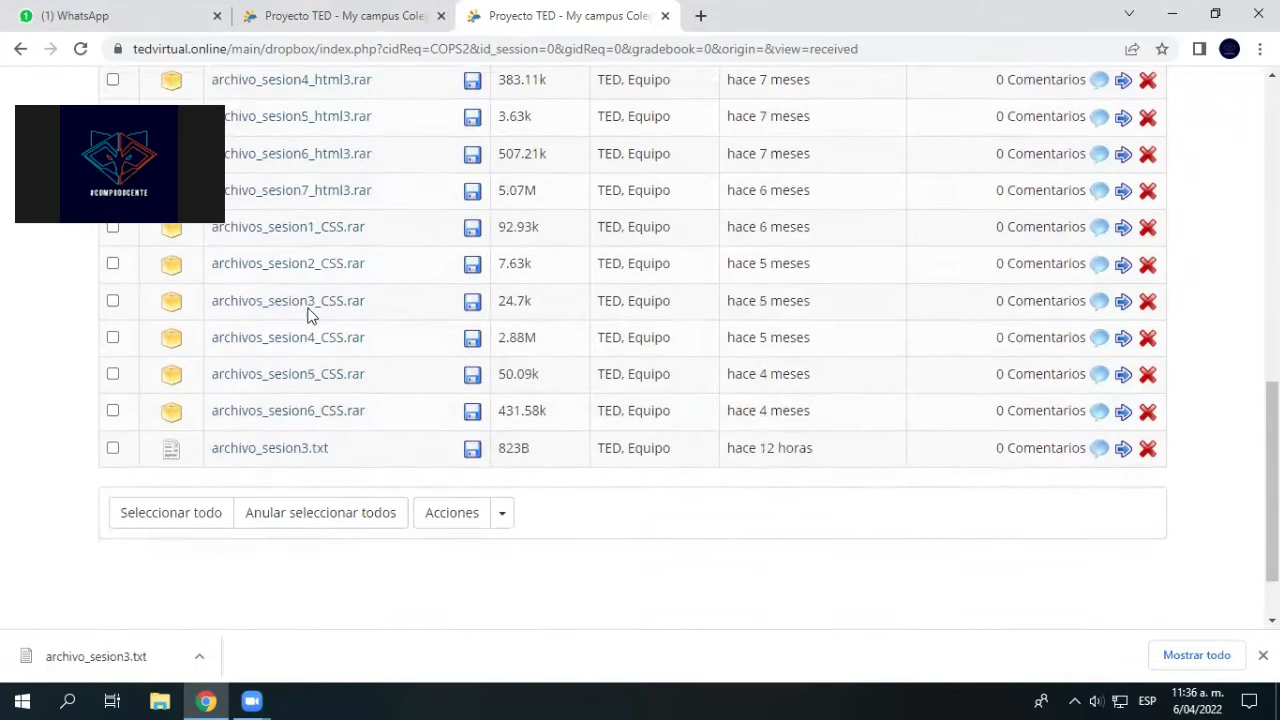 WhatsApp
Proyecto TED - My campus Cole
Proyecto TED - My campus Cole
tedvirtual.online/main/dropbox/index.php?cidReq=COPS2&id_session=0&gidReq=0&gradebook=0&origin=&view=received
archivo_sesion4_html3.rar 383.11k TED, Equipo hace 7 meses 0 Comentarios
chivo_sesion5_html3.rar 3.63k TED, Equipo hace 7 meses 0 Comentarios
chivo_sesion6_html3.rar 507.21k TED, Equipo hace 7 meses 0 Comentarios
chivo_sesion7_html3.rar 5.07M TED, Equipo hace 6 meses 0 Comentarios
#COMPUDOCENTE
archivos_sesion1_CSS.rar 92.93k TED, Equipo hace 6 meses 0 Comentarios
archivos_sesion2_CSS.rar 7.63k TED, Equipo hace 5 meses 0 Comentarios
archivos_sesion3_CSS.rar 24.7k TED, Equipo hace 5 meses 0 Comentarios
archivos_sesion4_CSS.rar 2.88M TED, Equipo hace 5 meses 0 Comentarios
archivos_sesion5_CSS.rar 50.09k TED, Equipo hace 4 meses 0 Comentarios
archivos_sesion6_CSS.rar 431.58k TED, Equipo hace 4 meses 0 Comentarios
archivo_sesion3.txt 823B TED, Equipo hace 12 horas 0 Comentarios
Seleccionar todo Anular seleccionar todos Acciones
archivo_sesion3.txt Mostrar todo
ESP 11:36 a. m.
6/04/2022